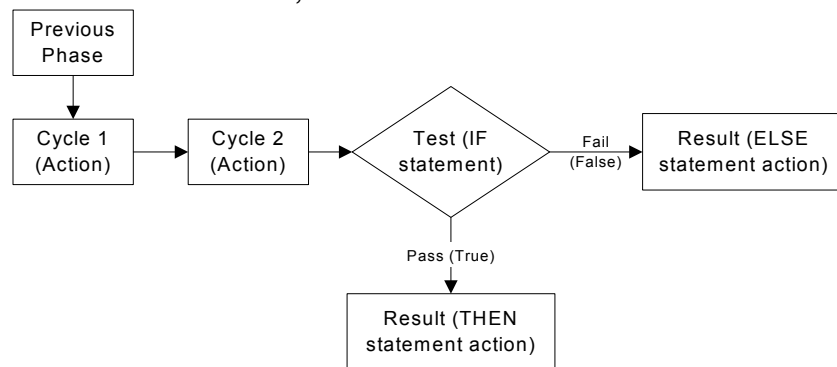 Previous
Phase
Cycle 1
(Action)
Cycle 2
(Action)
Test (IF
statement)
Fail
(False)
Result (ELSE
statement action)
Pass (True)
Result (THEN
statement action)